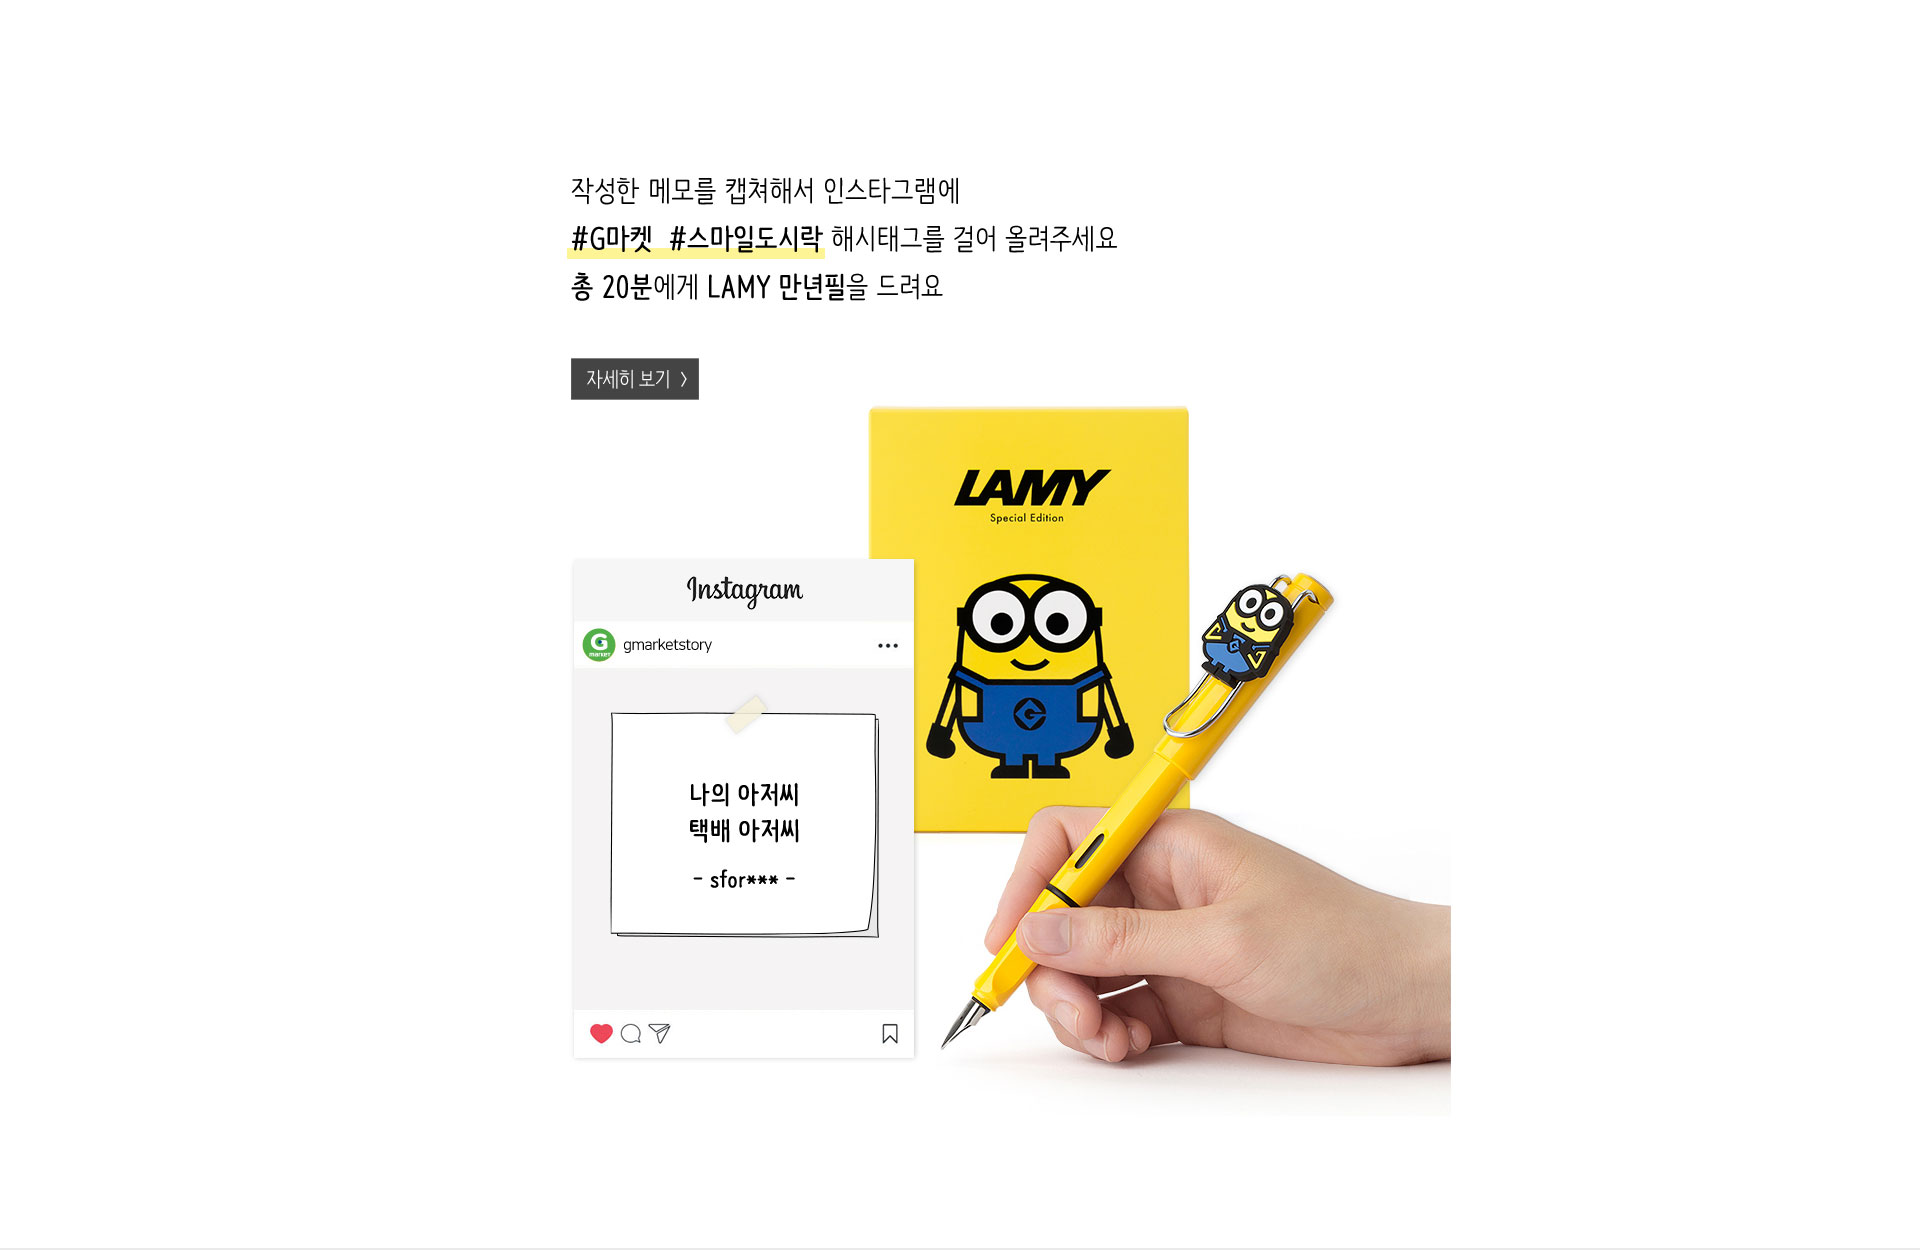 작성한 메모를 캡쳐해서 인스타그램에
#G마켓 #스마일도시락 해시태그를 걸어 올려주세요
총 20분에게 LAMY 만년필을 드려요
자세히 보기 >
LAMY
Special Edition
Instagram
G
market
gmarketstory
나의 아저씨
택배 아저씨
- sfor*** -